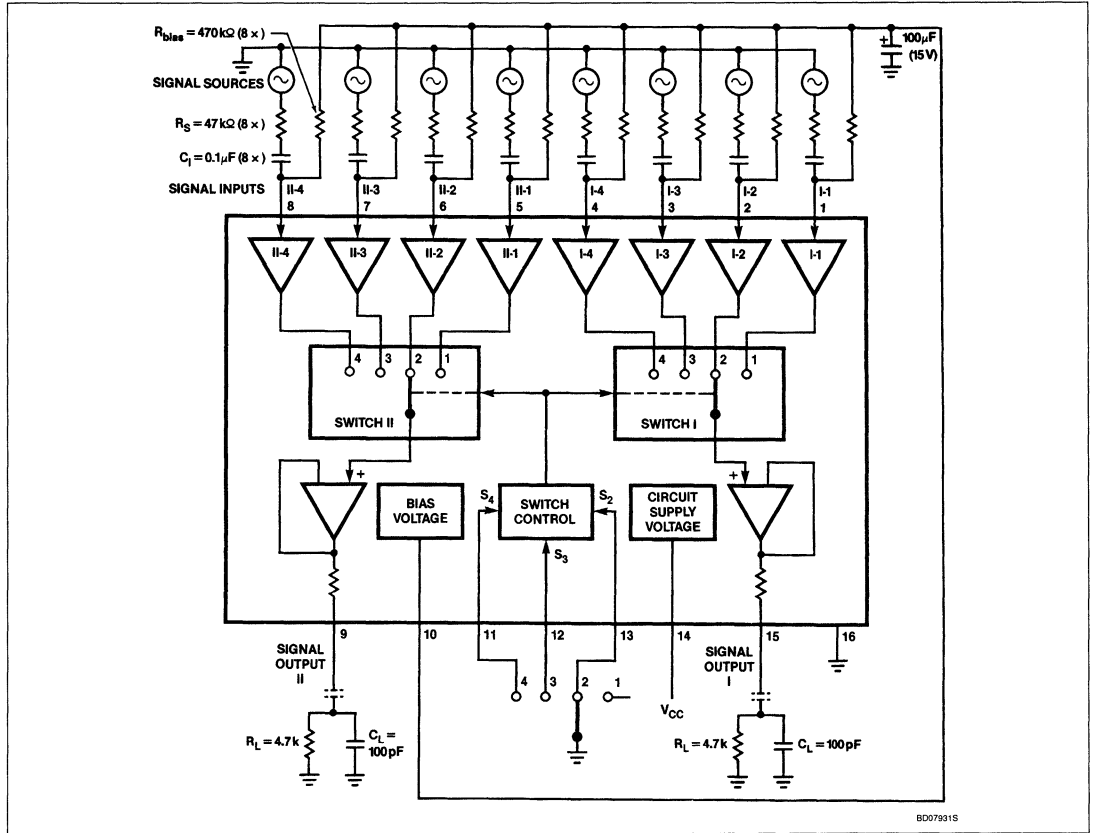 R_bias = 470kΩ (8 ×)
100µF
(15V)
+
SIGNAL SOURCES
R_S = 47kΩ (8 ×)
C_I = 0.1µF (8 ×)
SIGNAL INPUTS
II-4 II-3 II-2 II-1 I-4 I-3 I-2 I-1
8 7 6 5 4 3 2 1
II-4 II-3 II-2 II-1 I-4 I-3 I-2 I-1
4 3 2 1 4 3 2 1
SWITCH II SWITCH I
+ +
BIAS
VOLTAGE
S4
SWITCH
CONTROL
S2
S3
CIRCUIT
SUPPLY
VOLTAGE
9 10 11 12 13 14 15 16
SIGNAL
OUTPUT
II
4 3 2 1
V_CC
SIGNAL
OUTPUT
I
R_L = 4.7k
C_L =
100pF
R_L = 4.7k
C_L = 100pF
BD07931S